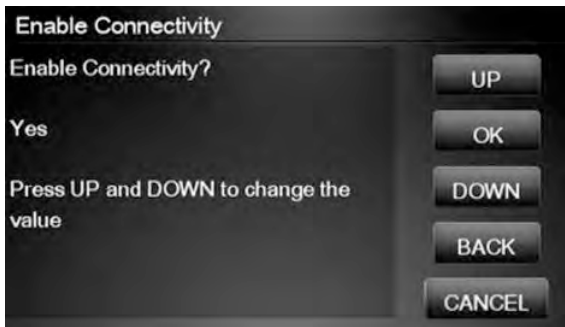 Enable Connectivity
Enable Connectivity?
UP
Yes
OK
Press UP and DOWN to change the
value
DOWN
BACK
CANCEL